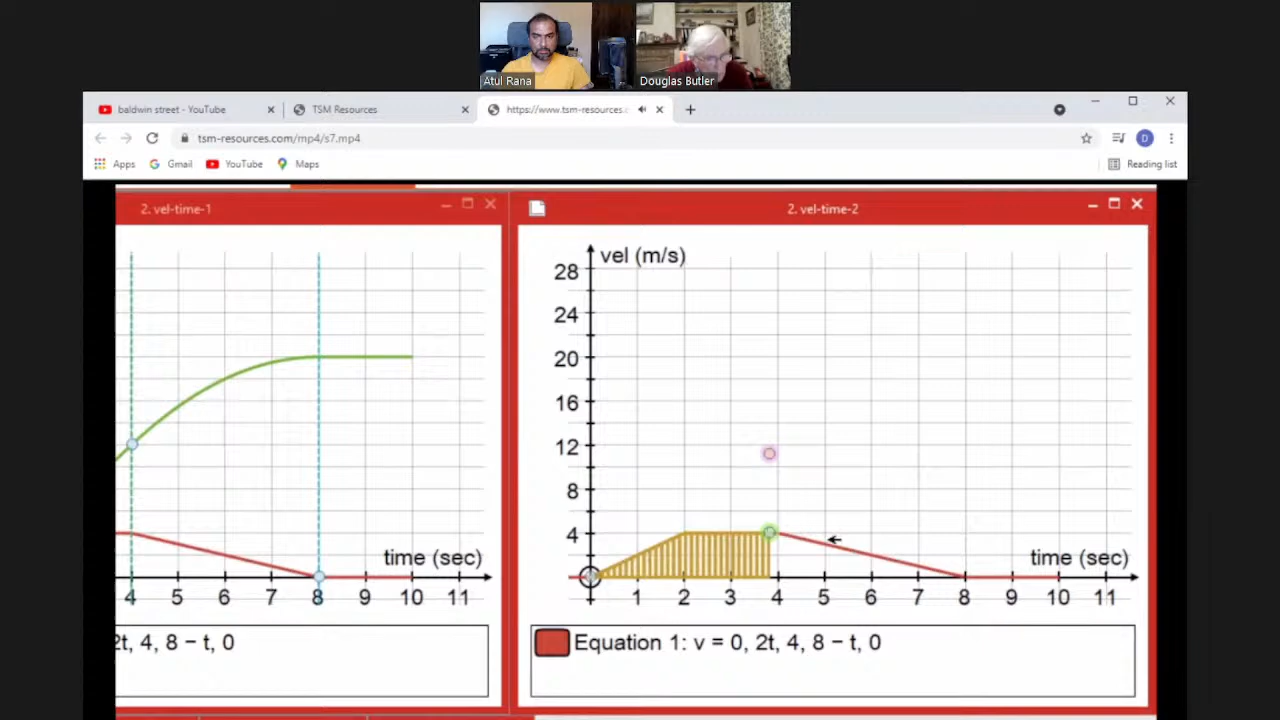 Atul Rana
Douglas Butler
baldwin street - YouTube
TSM Resources
https://www.tsm-resources.c
tsm-resources.com/mp4/s7.mp4
D
Apps
Gmail
YouTube
Maps
Reading list
2. vel-time-1
time (sec)
4 5 6 7 8 9 10 11
2t, 4, 8 − t, 0
2. vel-time-2
vel (m/s)
28
24
20
16
12
8
4
time (sec)
1 2 3 4 5 6 7 8 9 10 11
Equation 1: v = 0, 2t, 4, 8 − t, 0